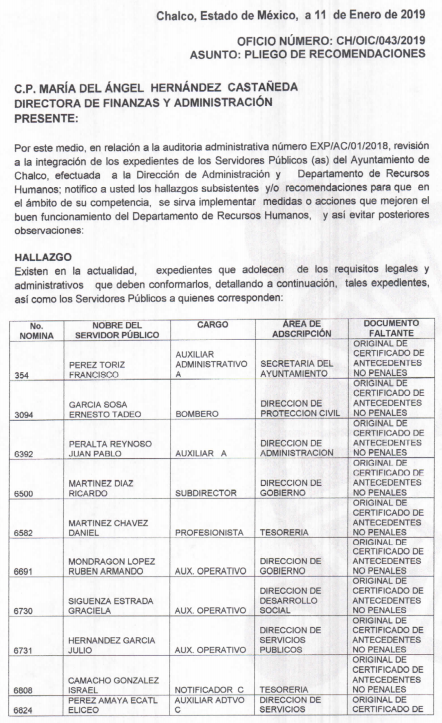 Chalco, Estado de México, a 11 de Enero de 2019
OFICIO NÚMERO: CH/OIC/043/2019
ASUNTO: PLIEGO DE RECOMENDACIONES
C.P. MARÍA DEL ÁNGEL HERNÁNDEZ CASTAÑEDA
DIRECTORA DE FINANZAS Y ADMINISTRACIÓN
PRESENTE:
Por este medio, en relación a la auditoria administrativa número EXP/AC/01/2018, revisión
a la integración de los expedientes de los Servidores Públicos (as) del Ayuntamiento de
Chalco, efectuada a la Dirección de Administración y Departamento de Recursos
Humanos; notifico a usted los hallazgos subsistentes y/o recomendaciones para que en
el ámbito de su competencia, se sirva implementar medidas o acciones que mejoren el
buen funcionamiento del Departamento de Recursos Humanos, y así evitar posteriores
observaciones:
HALLAZGO
Existen en la actualidad, expedientes que adolecen de los requisitos legales y
administrativos que deben conformarlos, detallando a continuación, tales expedientes,
así como los Servidores Públicos a quienes corresponden:
No. NOMINA NOBRE DEL SERVIDOR PÚBLICO CARGO ÁREA DE ADSCRIPCIÓN DOCUMENTO FALTANTE
354 PEREZ TORIZ FRANCISCO AUXILIAR ADMINISTRATIVO A SECRETARIA DEL AYUNTAMIENTO ORIGINAL DE CERTIFICADO DE ANTECEDENTES NO PENALES
3094 GARCIA SOSA ERNESTO TADEO BOMBERO DIRECCION DE PROTECCION CIVIL ORIGINAL DE CERTIFICADO DE ANTECEDENTES NO PENALES
6392 PERALTA REYNOSO JUAN PABLO AUXILIAR A DIRECCION DE ADMINISTRACION ORIGINAL DE CERTIFICADO DE ANTECEDENTES NO PENALES
6500 MARTINEZ DIAZ RICARDO SUBDIRECTOR DIRECCION DE GOBIERNO ORIGINAL DE CERTIFICADO DE ANTECEDENTES NO PENALES
6582 MARTINEZ CHAVEZ DANIEL PROFESIONISTA TESORERIA ORIGINAL DE CERTIFICADO DE ANTECEDENTES NO PENALES
6691 MONDRAGON LOPEZ RUBEN ARMANDO AUX. OPERATIVO DIRECCION DE GOBIERNO ORIGINAL DE CERTIFICADO DE ANTECEDENTES NO PENALES
6730 SIGUENZA ESTRADA GRACIELA AUX. OPERATIVO DIRECCION DE DESARROLLO SOCIAL ORIGINAL DE CERTIFICADO DE ANTECEDENTES NO PENALES
6731 HERNANDEZ GARCIA JULIO AUX. OPERATIVO DIRECCION DE SERVICIOS PUBLICOS ORIGINAL DE CERTIFICADO DE ANTECEDENTES NO PENALES
6808 CAMACHO GONZALEZ ISRAEL NOTIFICADOR C TESORERIA ORIGINAL DE CERTIFICADO DE ANTECEDENTES NO PENALES
6824 PEREZ AMAYA ECATL ELICEO AUXILIAR ADTVO C DIRECCION DE SERVICIOS ORIGINAL DE CERTIFICADO DE